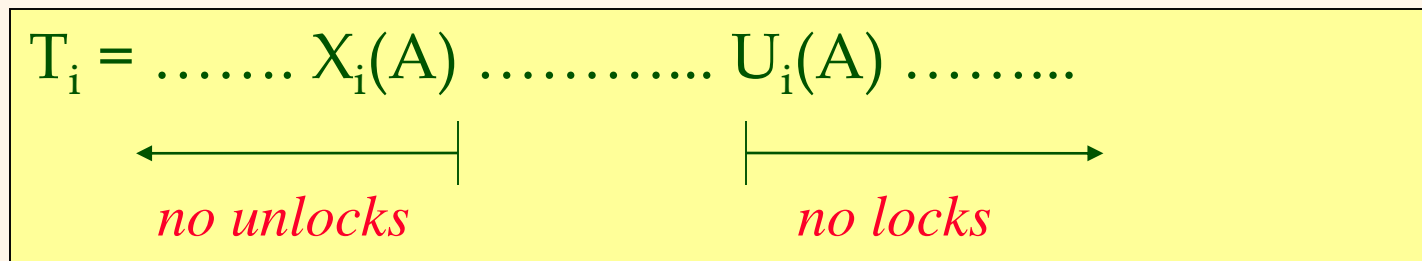 Tᵢ = ....... Xᵢ(A) ............... Uᵢ(A) ..........
no unlocks no locks